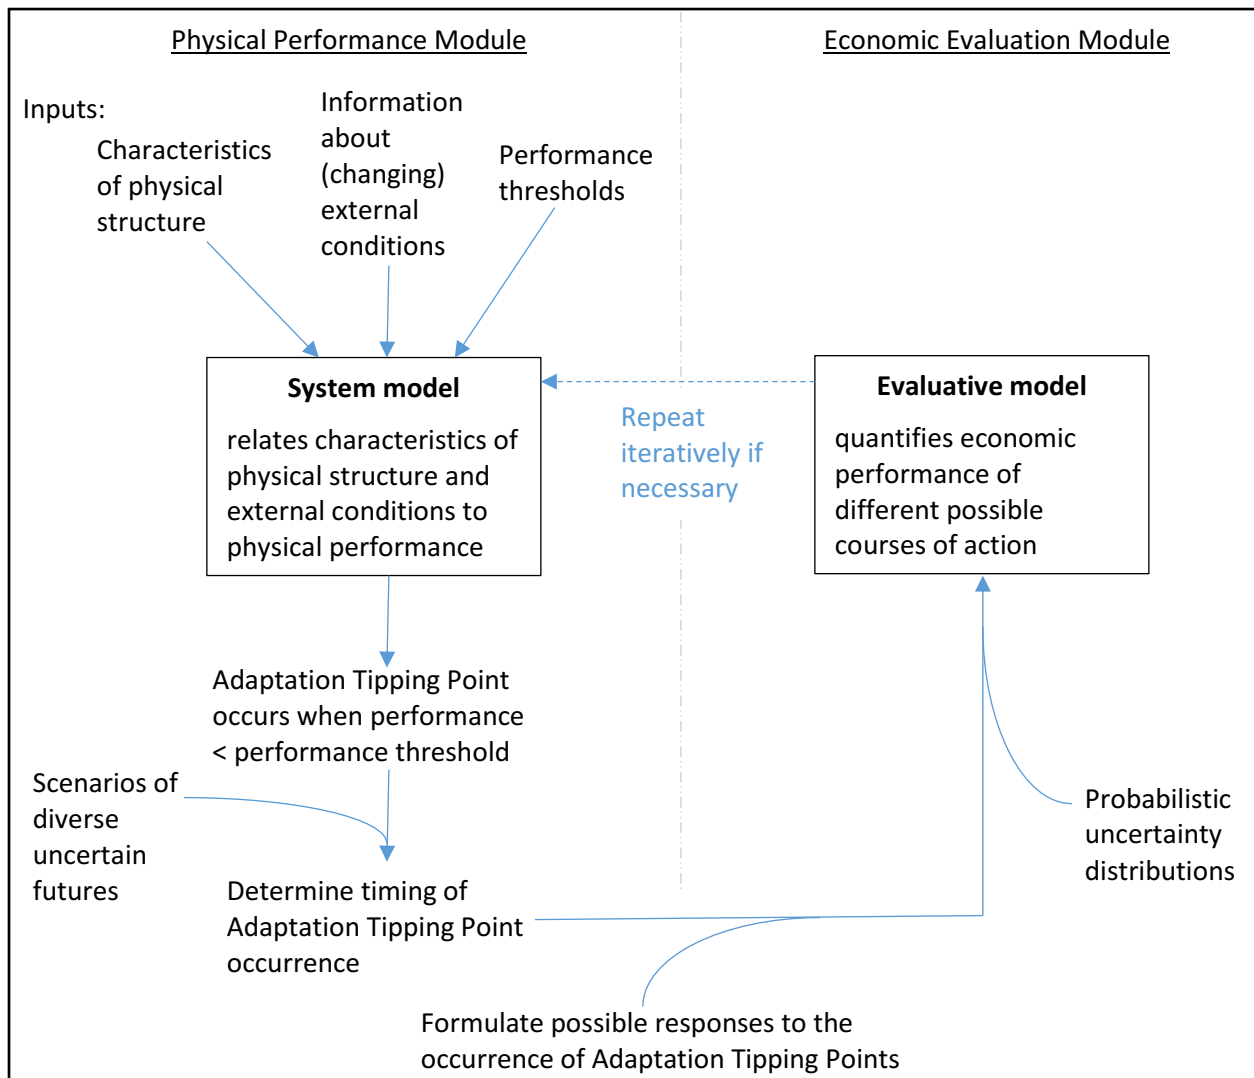 Physical Performance Module
Economic Evaluation Module
Inputs:
Characteristics
of physical
structure
Information
about
(changing)
external
conditions
Performance
thresholds
System model
relates characteristics of
physical structure and
external conditions to
physical performance
Repeat
iteratively if
necessary
Evaluative model
quantifies economic
performance of
different possible
courses of action
Adaptation Tipping Point
occurs when performance
< performance threshold
Scenarios of
diverse
uncertain
futures
Probabilistic
uncertainty
distributions
Determine timing of
Adaptation Tipping Point
occurrence
Formulate possible responses to the
occurrence of Adaptation Tipping Points